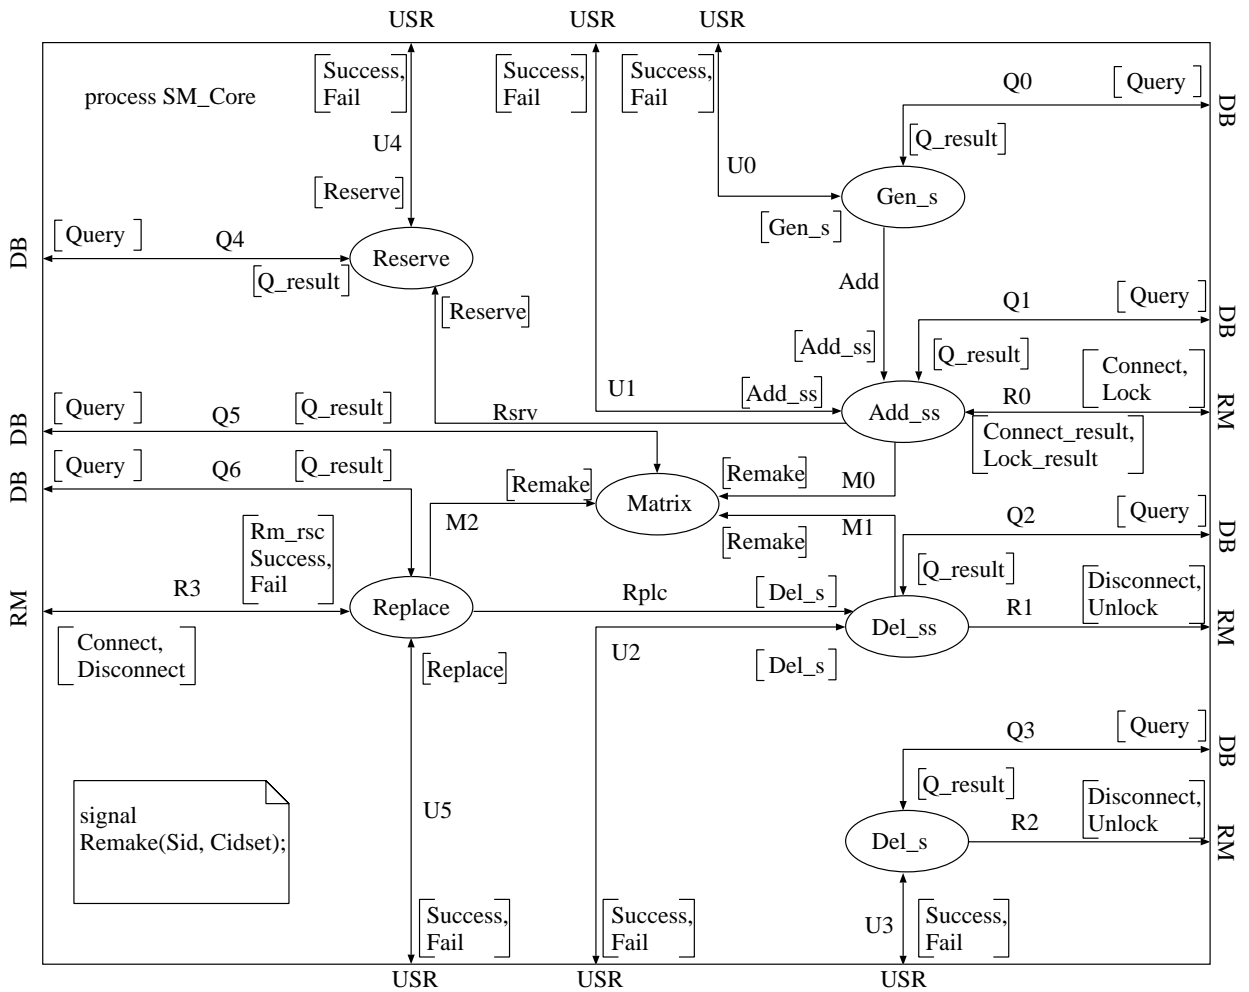 USR
USR
USR
Success,
Fail
Success,
Fail
Success,
Fail
process SM_Core
Q0
Query
DB
Q_result
U4
U0
Reserve
Gen_s
Gen_s
Query
Q4
DB
Reserve
Q_result
Add
Reserve
Q1
Query
DB
Add_ss
Q_result
Connect,
Lock
U1
Add_ss
R0
RM
Add_ss
Query
Q5
Q_result
Rsrv
DB
Connect_result,
Lock_result
Query
Q6
Q_result
DB
Remake
Remake
M0
Matrix
M2
M1
Remake
Q2
Query
DB
Rm_rsc
Success,
Fail
Q_result
Disconnect,
Unlock
R3
RM
Replace
Rplc
Del_s
R1
RM
Del_ss
Connect,
Disconnect
U2
Replace
Del_s
Q3
Query
DB
Q_result
Disconnect,
Unlock
signal
Remake(Sid, Cidset);
U5
R2
RM
Del_s
Success,
Fail
Success,
Fail
U3
Success,
Fail
USR
USR
USR